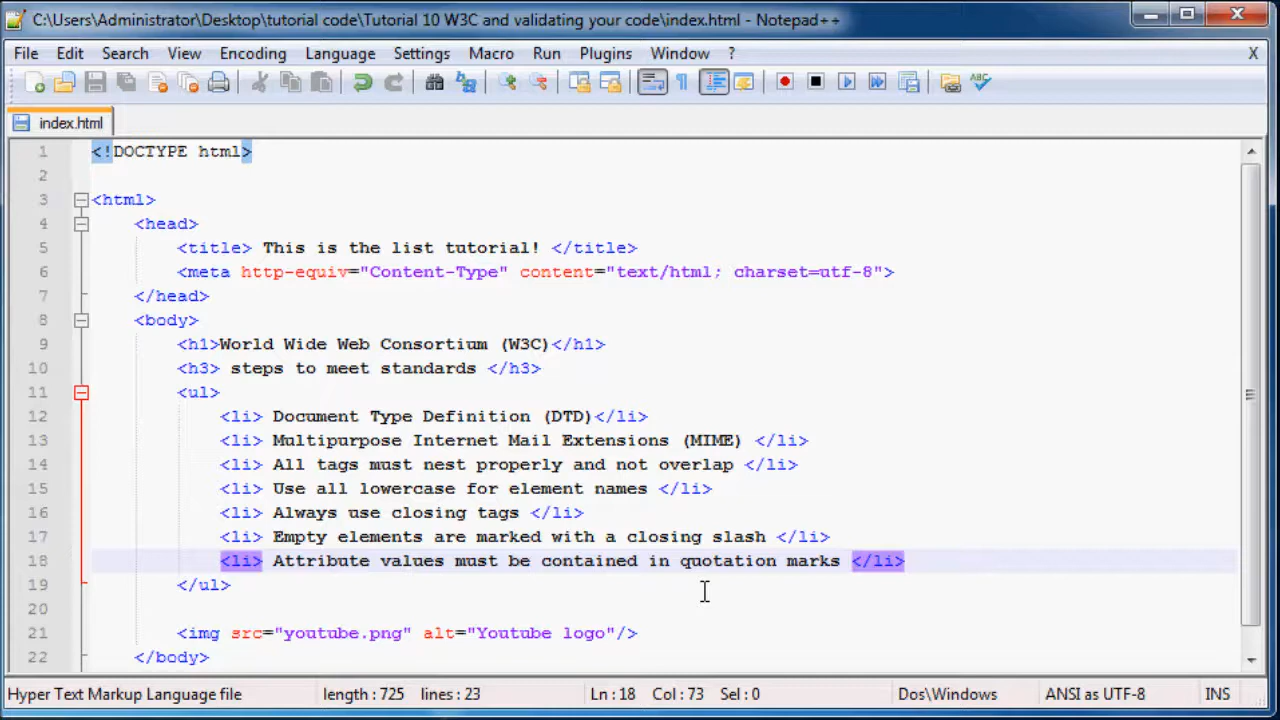 C:\Users\Administrator\Desktop\tutorial code\Tutorial 10 W3C and validating your code\index.html - Notepad++
File Edit Search View Encoding Language Settings Macro Run Plugins Window ? X
index.html
1 <!DOCTYPE html>
2
3 <html>
4 <head>
5 <title> This is the list tutorial! </title>
6 <meta http-equiv="Content-Type" content="text/html; charset=utf-8">
7 </head>
8 <body>
9 <h1>World Wide Web Consortium (W3C)</h1>
10 <h3> steps to meet standards </h3>
11 <ul>
12 <li> Document Type Definition (DTD)</li>
13 <li> Multipurpose Internet Mail Extensions (MIME) </li>
14 <li> All tags must nest properly and not overlap </li>
15 <li> Use all lowercase for element names </li>
16 <li> Always use closing tags </li>
17 <li> Empty elements are marked with a closing slash </li>
18 <li> Attribute values must be contained in quotation marks </li>
19 </ul>
20
21 <img src="youtube.png" alt="Youtube logo"/>
22 </body>
Hyper Text Markup Language file length : 725 lines : 23 Ln : 18 Col : 73 Sel : 0 Dos\Windows ANSI as UTF-8 INS